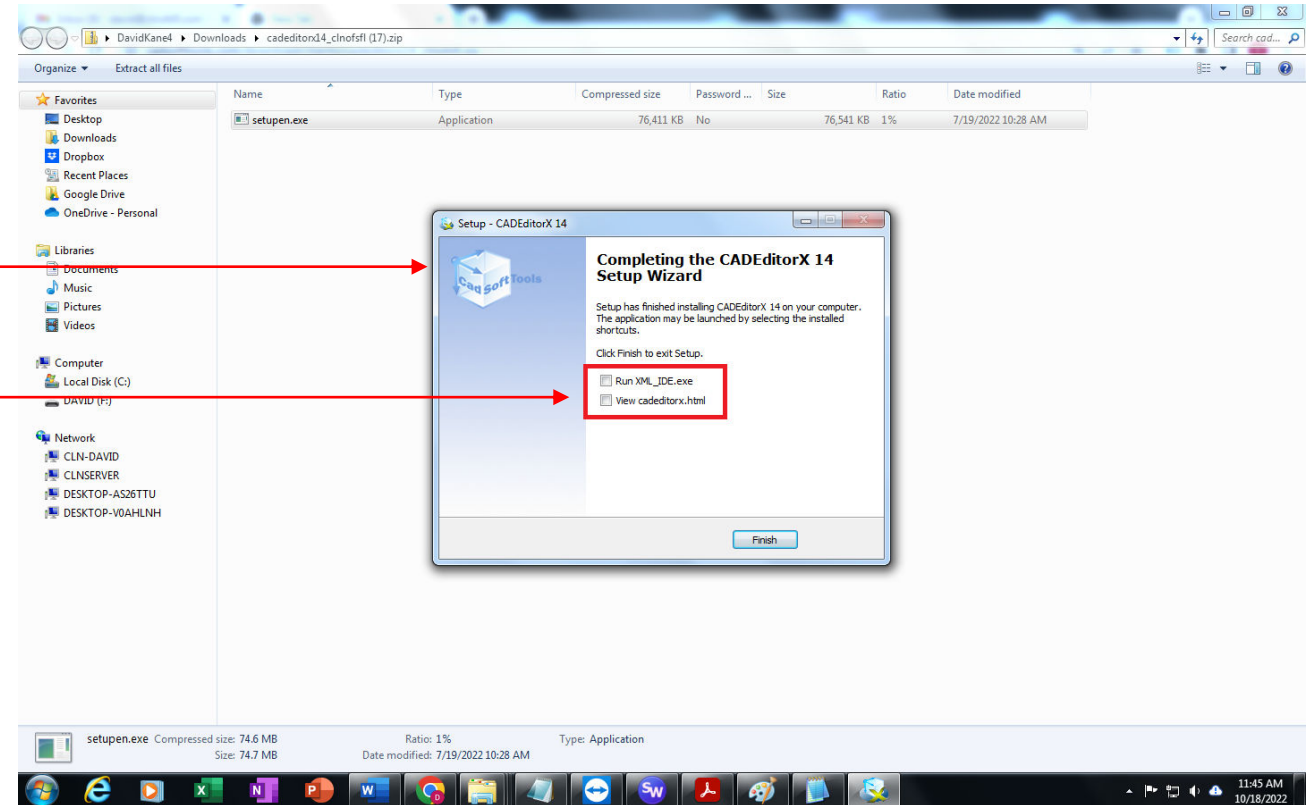 DavidKane4 ▸ Downloads ▸ cadeditorx14_clnofsfl (17).zip
Search cad...
Organize
Extract all files
Name Type Compressed size Password ... Size Ratio Date modified
setupen.exe Application 76,411 KB No 76,541 KB 1% 7/19/2022 10:28 AM
Favorites
Desktop
Downloads
Dropbox
Recent Places
Google Drive
OneDrive - Personal
Libraries
Documents
Music
Pictures
Videos
Computer
Local Disk (C:)
DAVID (F:)
Network
CLN-DAVID
CLNSERVER
DESKTOP-AS26TTU
DESKTOP-V0AHLNH
Setup - CADEditorX 14
Cad Soft Tools
Completing the CADEditorX 14
Setup Wizard
Setup has finished installing CADEditorX 14 on your computer.
The application may be launched by selecting the installed
shortcuts.
Click Finish to exit Setup.
Run XML_IDE.exe
View cadeditorx.html
Finish
setupen.exe Compressed size: 74.6 MB Ratio: 1% Type: Application
Size: 74.7 MB Date modified: 7/19/2022 10:28 AM
11:45 AM
10/18/2022